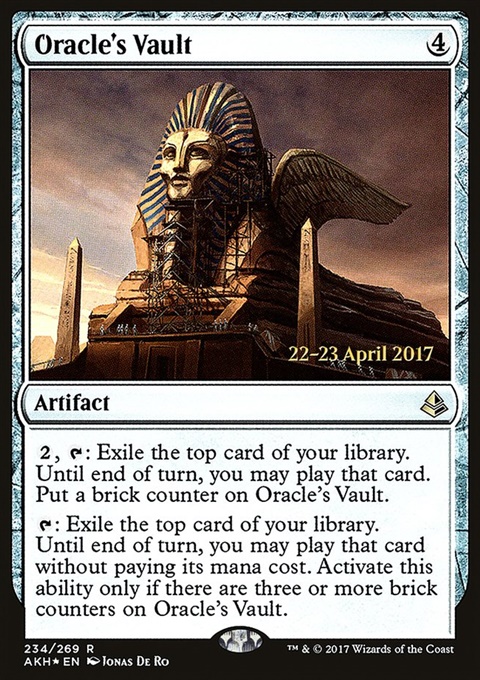 Oracle's Vault 4
22–23 April 2017
Artifact
2, T: Exile the top card of your library.
Until end of turn, you may play that card.
Put a brick counter on Oracle's Vault.
T: Exile the top card of your library.
Until end of turn, you may play that card
without paying its mana cost. Activate this
ability only if there are three or more brick
counters on Oracle's Vault.
234/269 R
AKH★EN Jonas De Ro
™ & © 2017 Wizards of the Coast